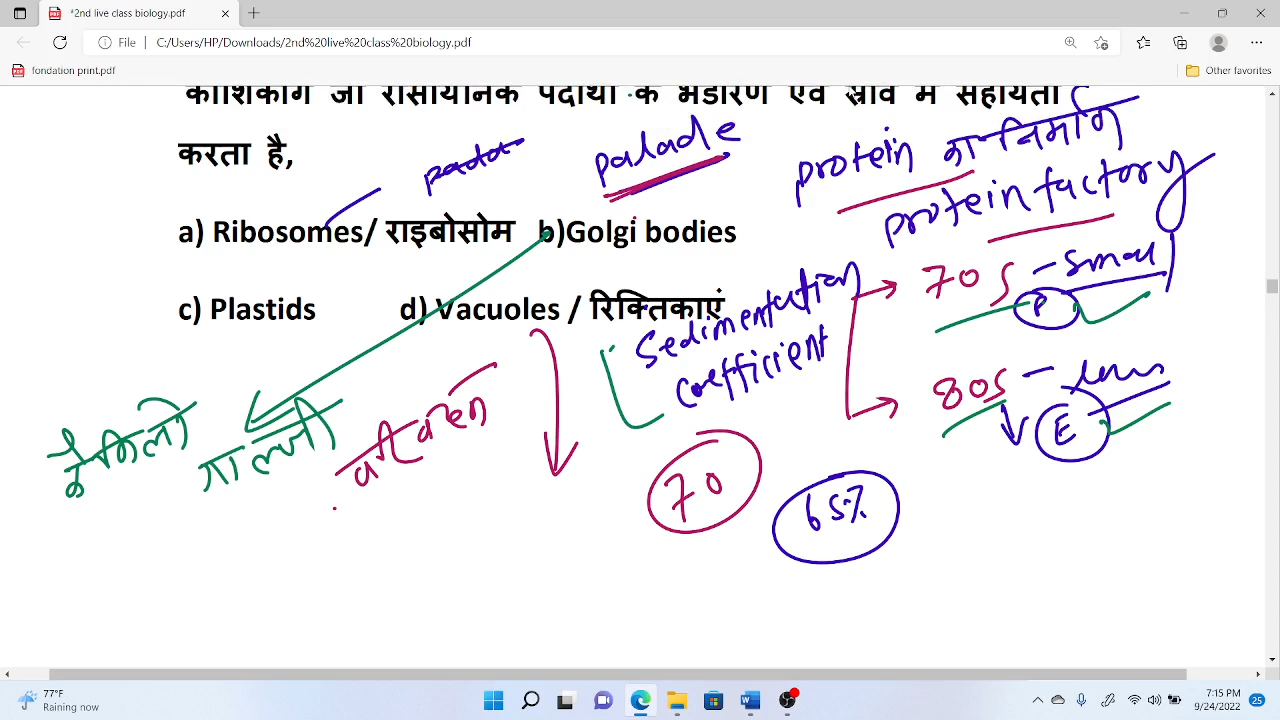 *2nd live class biology.pdf
File
C:/Users/HP/Downloads/2nd%20live%20class%20biology.pdf
fondation print.pdf
Other favorites
कोशिकांग जो रासायनिक पदार्थो के भंडारण एवं स्राव में सहायता
करता है,
palade
protein का निर्माण
protein factory
a) Ribosomes/ राइबोसोम b)Golgi bodies
c) Plastids d) Vacuoles / रिक्तिकाएं
Sedimentation
coefficient
70 S - small
P
80S -
E
कैमिलो
गाल्जी
70
65%
77°F
Raining now
7:15 PM
9/24/2022
25